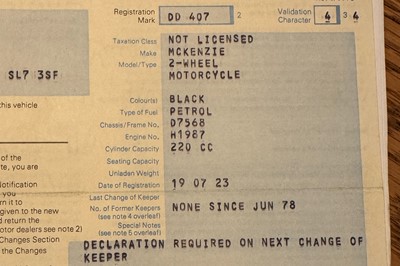 Registration Mark DD 407 2 Validation Character 4 3 4
Taxation Class NOT LICENSED
Make MCKENZIE
Model/Type 2-WHEEL
MOTORCYCLE
SL7 3SF
Colour(s) BLACK
this vehicle
Type of Fuel PETROL
Chassis/Frame No. D7568
Engine No. H1987
Cylinder Capacity 220 CC
of the
Seating Capacity
te, you are
Unladen Weight
Notification
Date of Registration 19 07 23
you
urn it to
Last Change of Keeper
given to the new
No. of Former Keepers NONE SINCE JUN 78
(see note 4 overleaf)
d return the
otor dealers see note 2)
Special Notes
(see note 5 overleaf)
Changes Section
DECLARATION REQUIRED ON NEXT CHANGE OF
the Changes
KEEPER